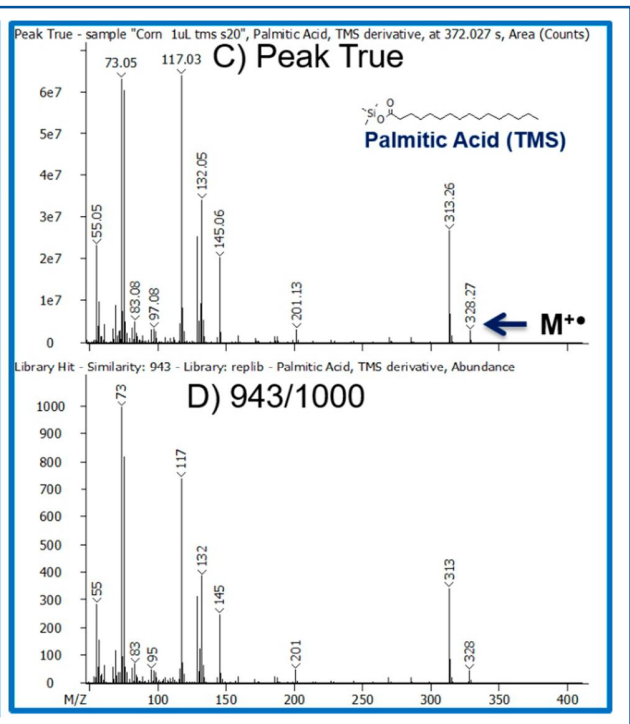 Peak True - sample "Corn 1uL tms s20", Palmitic Acid, TMS derivative, at 372.027 s, Area (Counts)
C) Peak True
73.05
117.03
6e7
5e7
4e7
3e7
2e7
1e7
0
55.05
83.08
97.08
132.05
145.06
201.13
313.26
328.27
Si
O
O
Palmitic Acid (TMS)
M+•
Library Hit - Similarity: 943 - Library: replib - Palmitic Acid, TMS derivative, Abundance
D) 943/1000
1000
900
800
700
600
500
400
300
200
100
0
73
117
55
83
95
132
145
201
313
328
M/Z 100 150 200 250 300 350 400